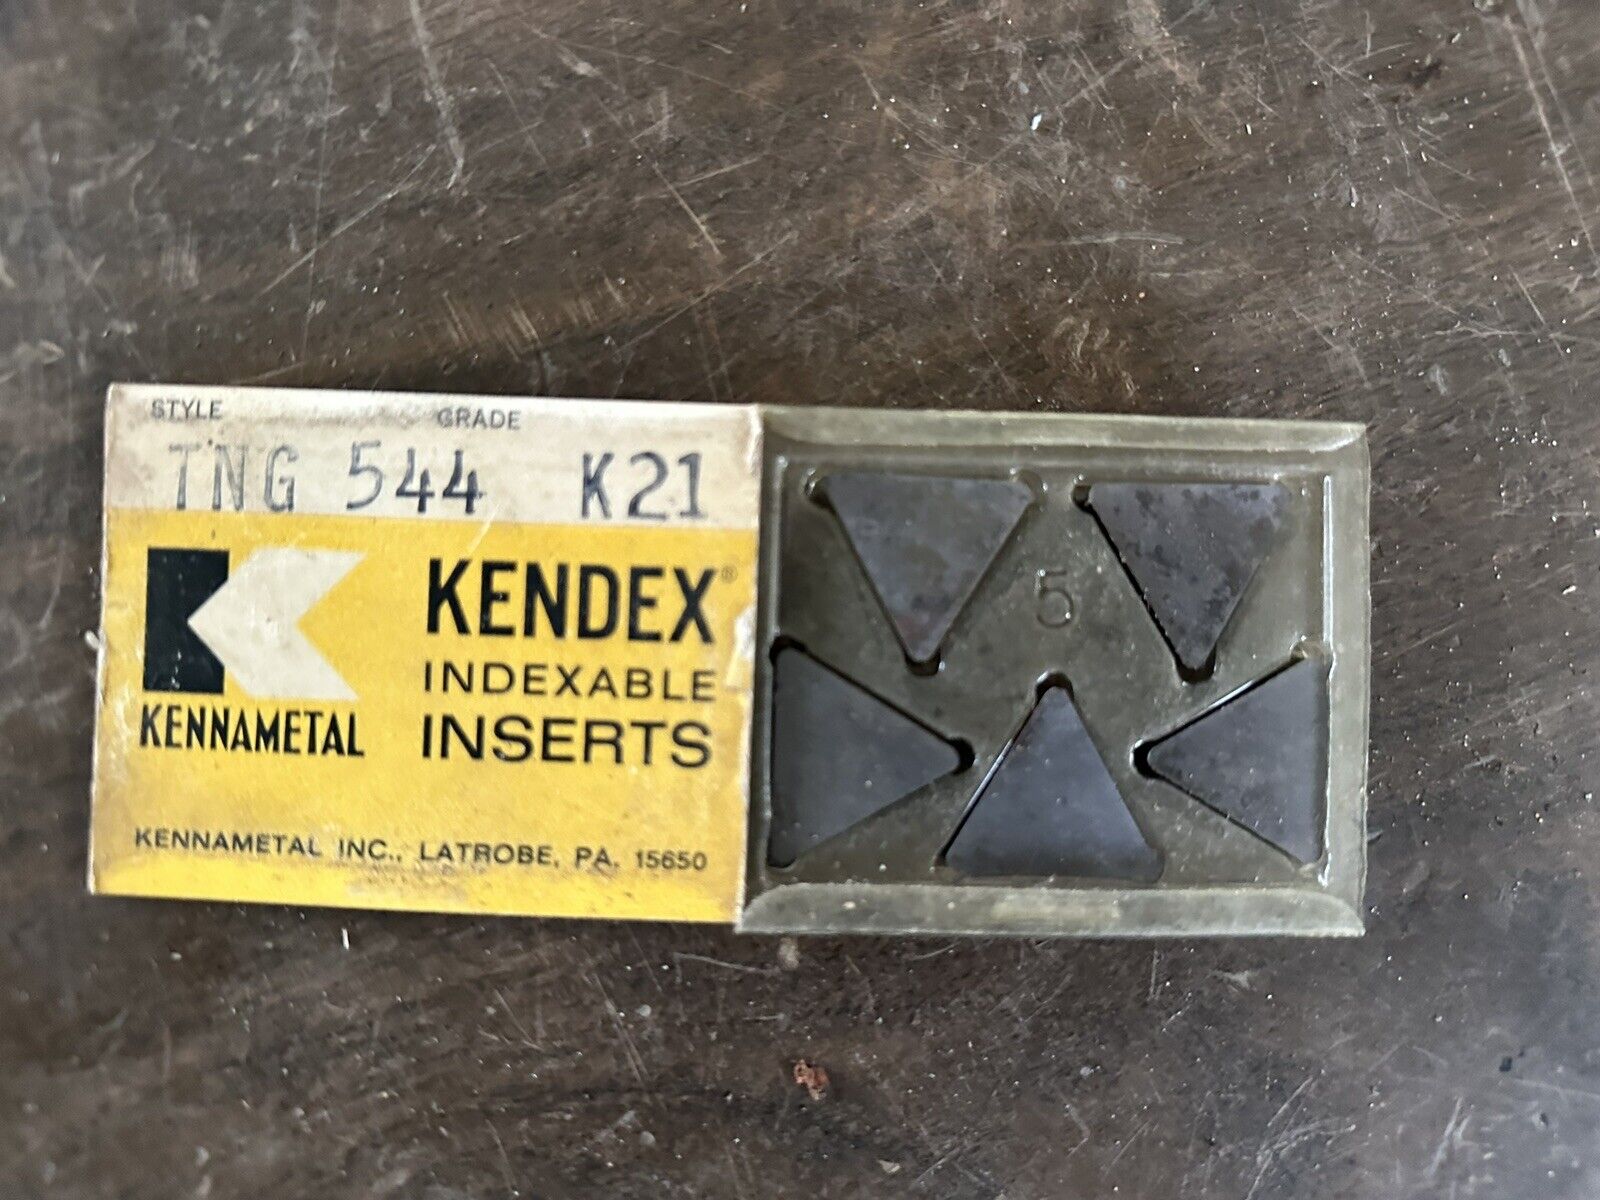 STYLE GRADE
TNG 544 K21
KENDEX®
INDEXABLE
INSERTS
KENNAMETAL
KENNAMETAL INC., LATROBE, PA. 15650
5